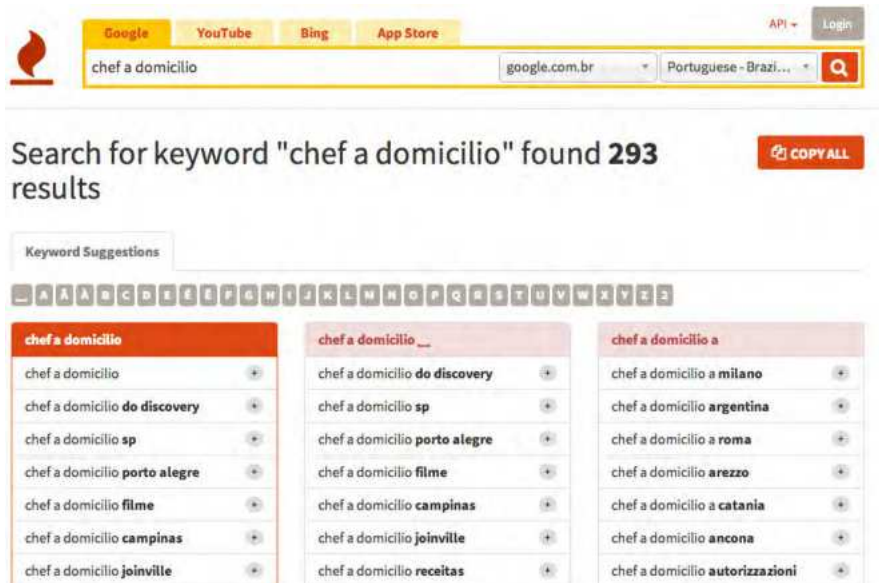 Google YouTube Bing App Store API Login
chef a domicilio google.com.br Portuguese - Brazi...
Search for keyword "chef a domicilio" found 293
results
COPY ALL
Keyword Suggestions
chef a domicilio
chef a domicilio
chef a domicilio do discovery
chef a domicilio sp
chef a domicilio porto alegre
chef a domicilio filme
chef a domicilio campinas
chef a domicilio joinville
chef a domicilio _
chef a domicilio do discovery
chef a domicilio sp
chef a domicilio porto alegre
chef a domicilio filme
chef a domicilio campinas
chef a domicilio joinville
chef a domicilio receitas
chef a domicilio a
chef a domicilio a milano
chef a domicilio argentina
chef a domicilio a roma
chef a domicilio arezzo
chef a domicilio a catania
chef a domicilio ancona
chef a domicilio autorizzazioni